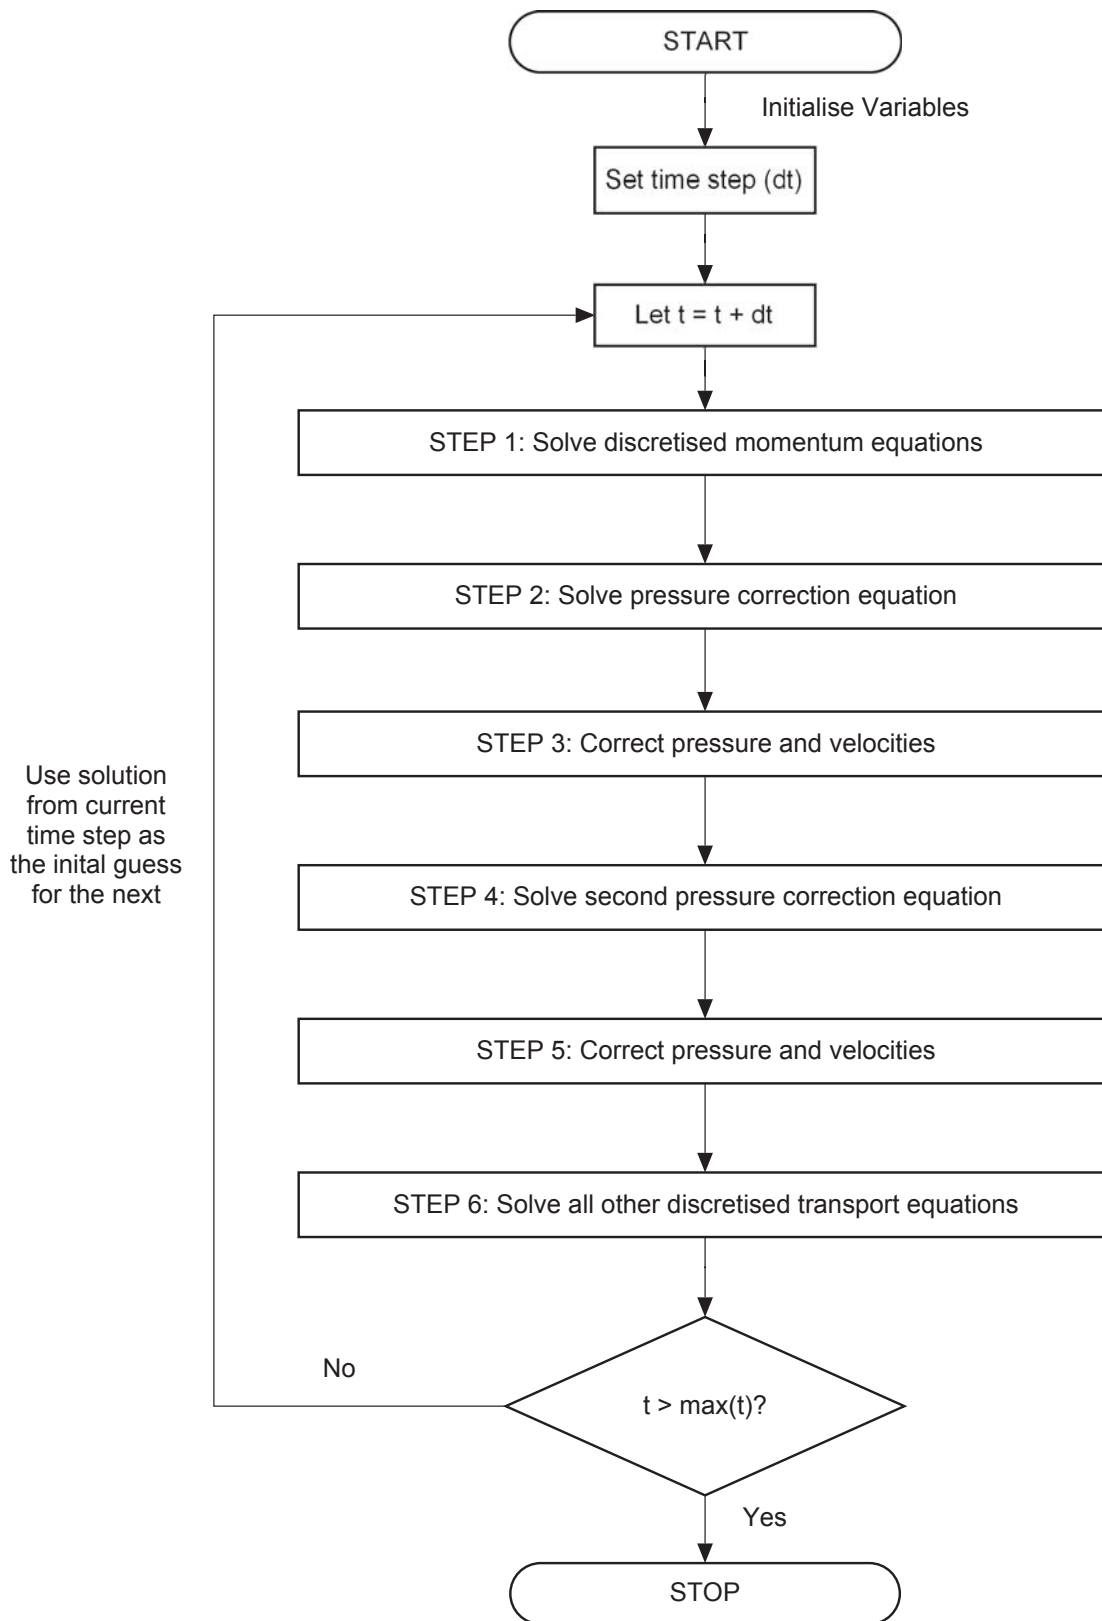 START
Initialise Variables
Set time step (dt)
Let t = t + dt
STEP 1: Solve discretised momentum equations
STEP 2: Solve pressure correction equation
STEP 3: Correct pressure and velocities
Use solution
from current
time step as
the inital guess
for the next
STEP 4: Solve second pressure correction equation
STEP 5: Correct pressure and velocities
STEP 6: Solve all other discretised transport equations
No
t > max(t)?
Yes
STOP